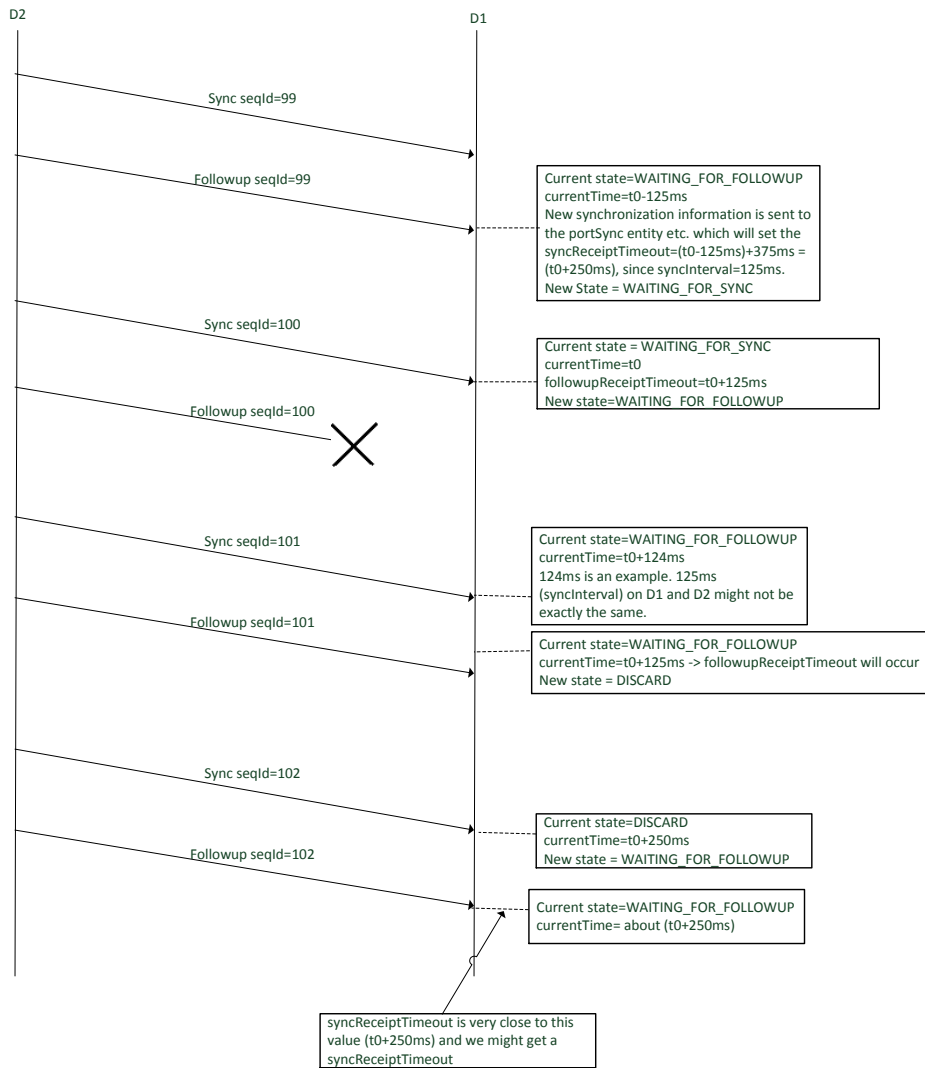 D2
D1
Sync seqId=99
Followup seqId=99
Current state=WAITING_FOR_FOLLOWUP
currentTime=t0-125ms
New synchronization information is sent to
the portSync entity etc. which will set the
syncReceiptTimeout=(t0-125ms)+375ms =
(t0+250ms), since syncInterval=125ms.
New State = WAITING_FOR_SYNC
Sync seqId=100
Current state = WAITING_FOR_SYNC
currentTime=t0
followupReceiptTimeout=t0+125ms
New state=WAITING_FOR_FOLLOWUP
Followup seqId=100
Sync seqId=101
Current state=WAITING_FOR_FOLLOWUP
currentTime=t0+124ms
124ms is an example. 125ms
(syncInterval) on D1 and D2 might not be
exactly the same.
Followup seqId=101
Current state=WAITING_FOR_FOLLOWUP
currentTime=t0+125ms -> followupReceiptTimeout will occur
New state = DISCARD
Sync seqId=102
Current state=DISCARD
currentTime=t0+250ms
New state = WAITING_FOR_FOLLOWUP
Followup seqId=102
Current state=WAITING_FOR_FOLLOWUP
currentTime= about (t0+250ms)
syncReceiptTimeout is very close to this
value (t0+250ms) and we might get a
syncReceiptTimeout